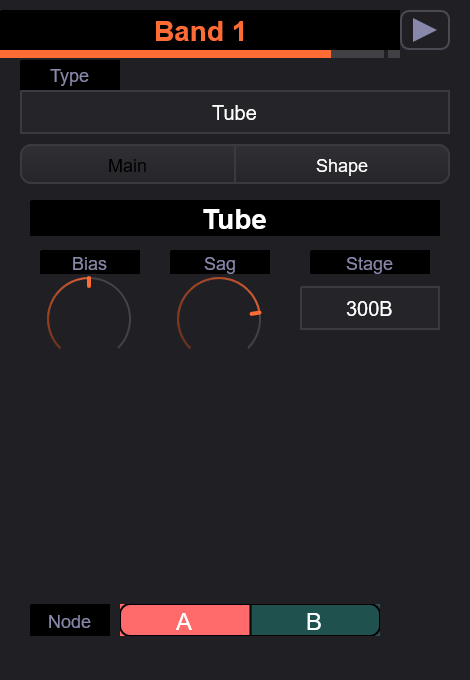 Band 1
Type
Tube
Main Shape
Tube
Bias Sag Stage
300B
Node A B